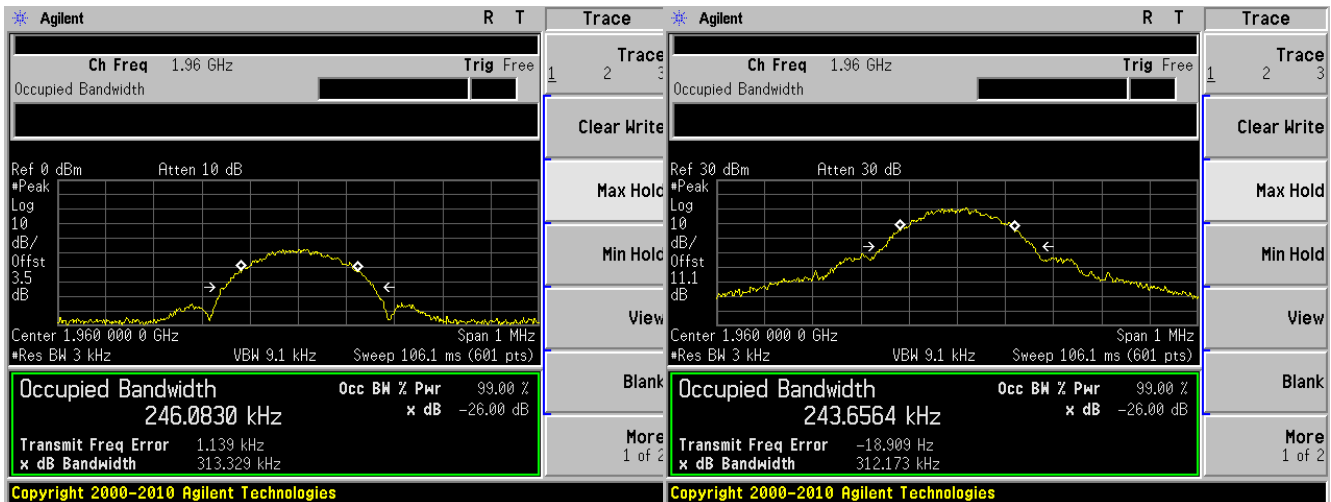 Agilent R T Trace
Ch Freq 1.96 GHz Trig Free
Occupied Bandwidth
Trace
1 2 3
Clear Write
Ref 0 dBm Atten 10 dB
#Peak
Log
10
dB/
Offst
3.5
dB
Max Hold
Min Hold
View
Center 1.960 000 0 GHz Span 1 MHz
#Res BW 3 kHz VBW 9.1 kHz Sweep 106.1 ms (601 pts)
Blank
Occupied Bandwidth Occ BW % Pwr 99.00 %
246.0830 kHz x dB -26.00 dB
Transmit Freq Error 1.139 kHz
x dB Bandwidth 313.329 kHz
More
1 of 2
Copyright 2000-2010 Agilent Technologies
Agilent R T Trace
Ch Freq 1.96 GHz Trig Free
Occupied Bandwidth
Trace
1 2 3
Clear Write
Ref 30 dBm Atten 30 dB
#Peak
Log
10
dB/
Offst
11.1
dB
Max Hold
Min Hold
View
Center 1.960 000 0 GHz Span 1 MHz
#Res BW 3 kHz VBW 9.1 kHz Sweep 106.1 ms (601 pts)
Blank
Occupied Bandwidth Occ BW % Pwr 99.00 %
243.6564 kHz x dB -26.00 dB
Transmit Freq Error -18.909 Hz
x dB Bandwidth 312.173 kHz
More
1 of 2
Copyright 2000-2010 Agilent Technologies